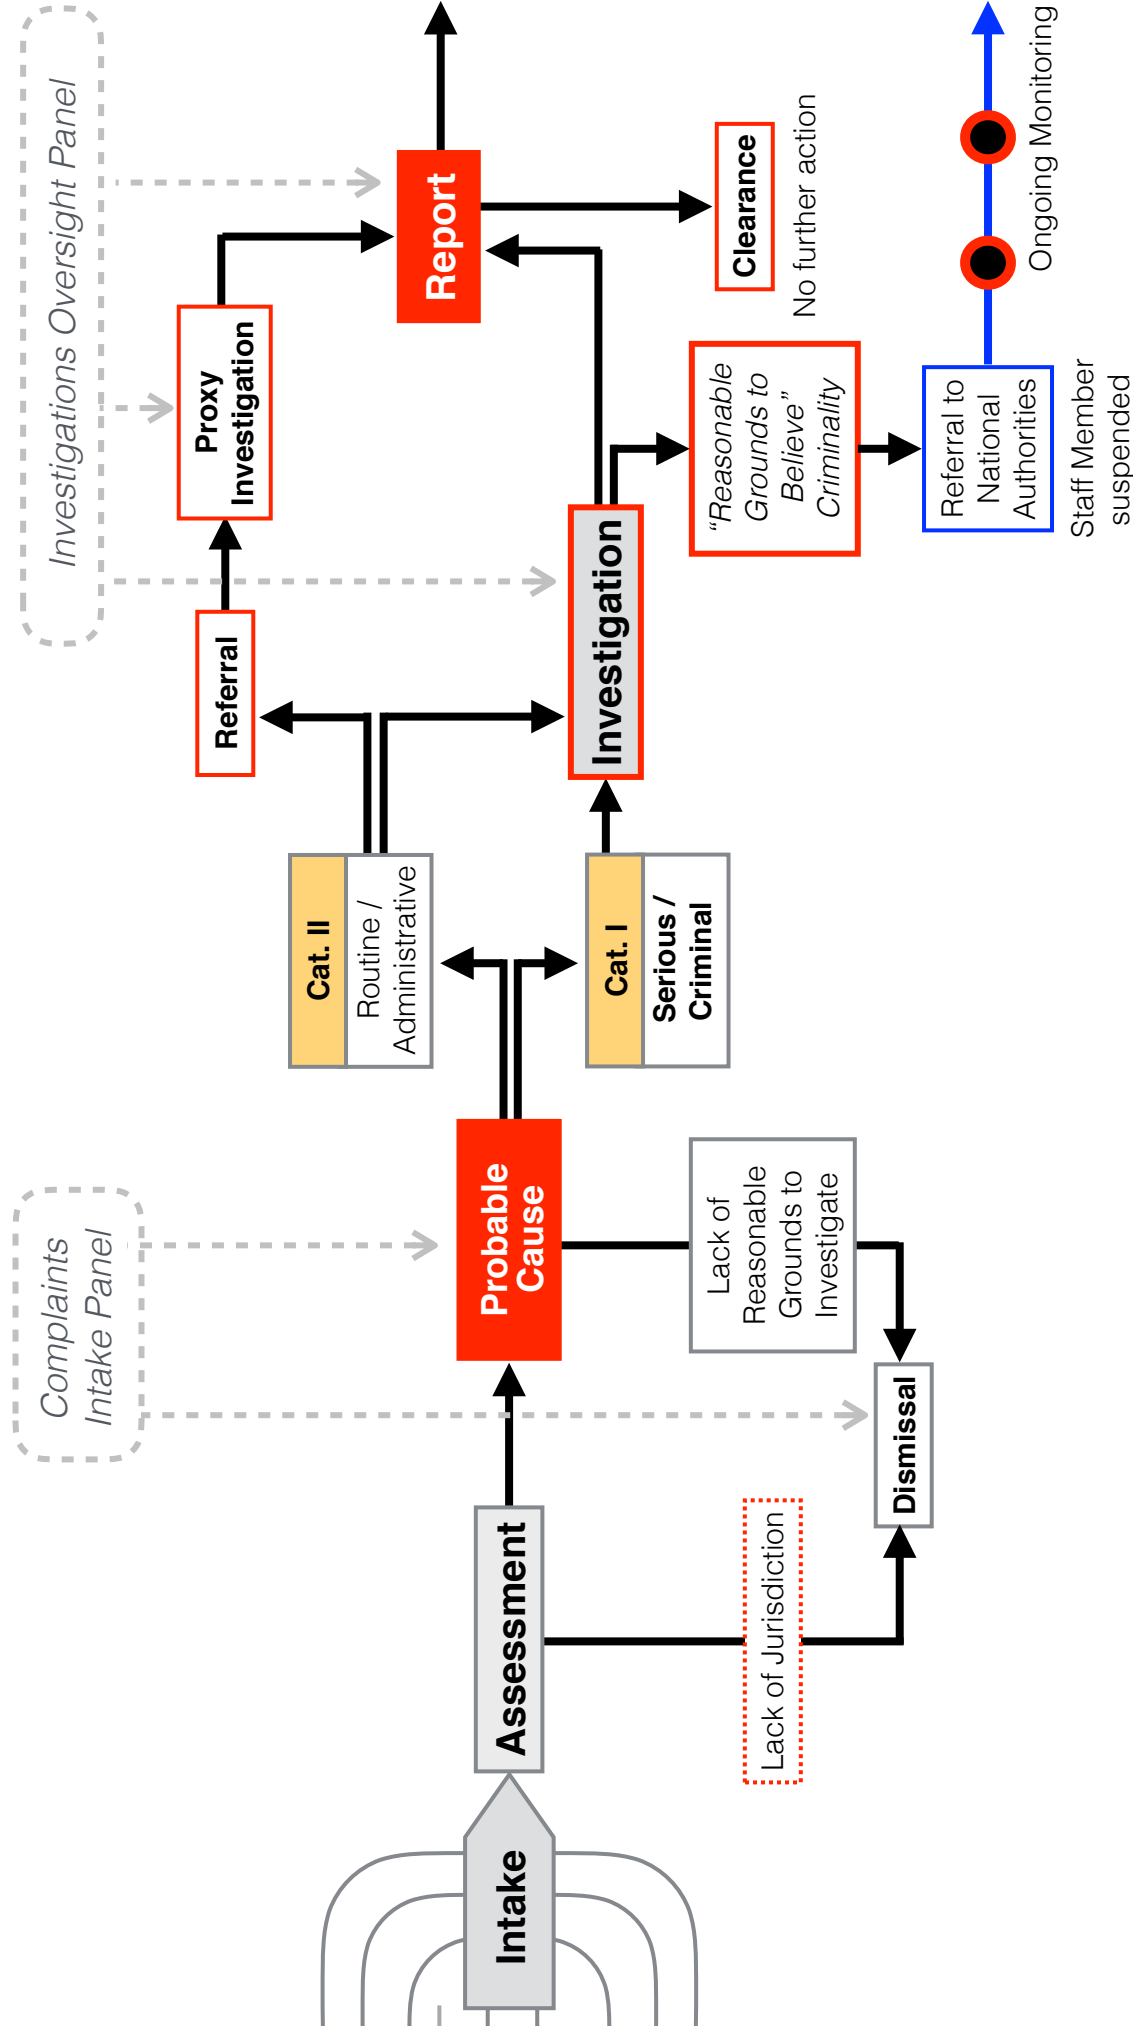 Intake
Assessment
Lack of Jurisdiction
Dismissal
Complaints
Intake Panel
Probable
Cause
Lack of
Reasonable
Grounds to
Investigate
Cat. II
Routine /
Administrative
Cat. I
Serious /
Criminal
Referral
Investigation
Investigations Oversight Panel
Proxy
Investigation
“Reasonable
Grounds to
Believe”
Criminality
Referral to
National
Authorities
Staff Member
suspended
Report
Clearance
No further action
Ongoing Monitoring